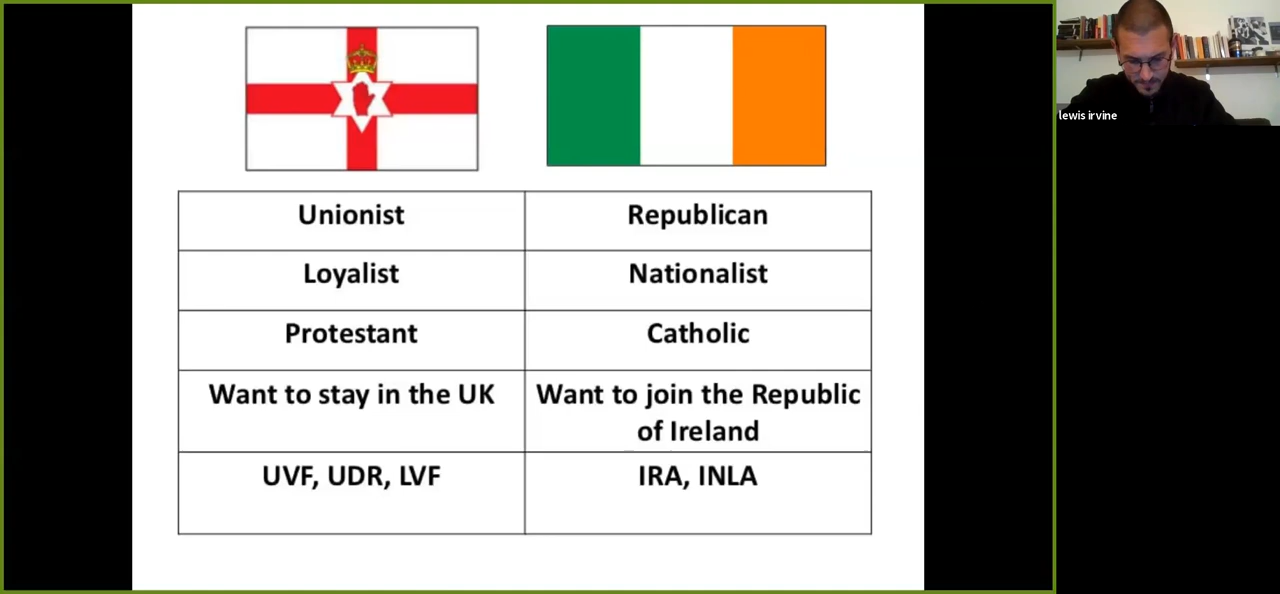 Unionist
Republican
Loyalist
Nationalist
Protestant
Catholic
Want to stay in the UK
Want to join the Republic
of Ireland
UVF, UDR, LVF
IRA, INLA
lewis irvine